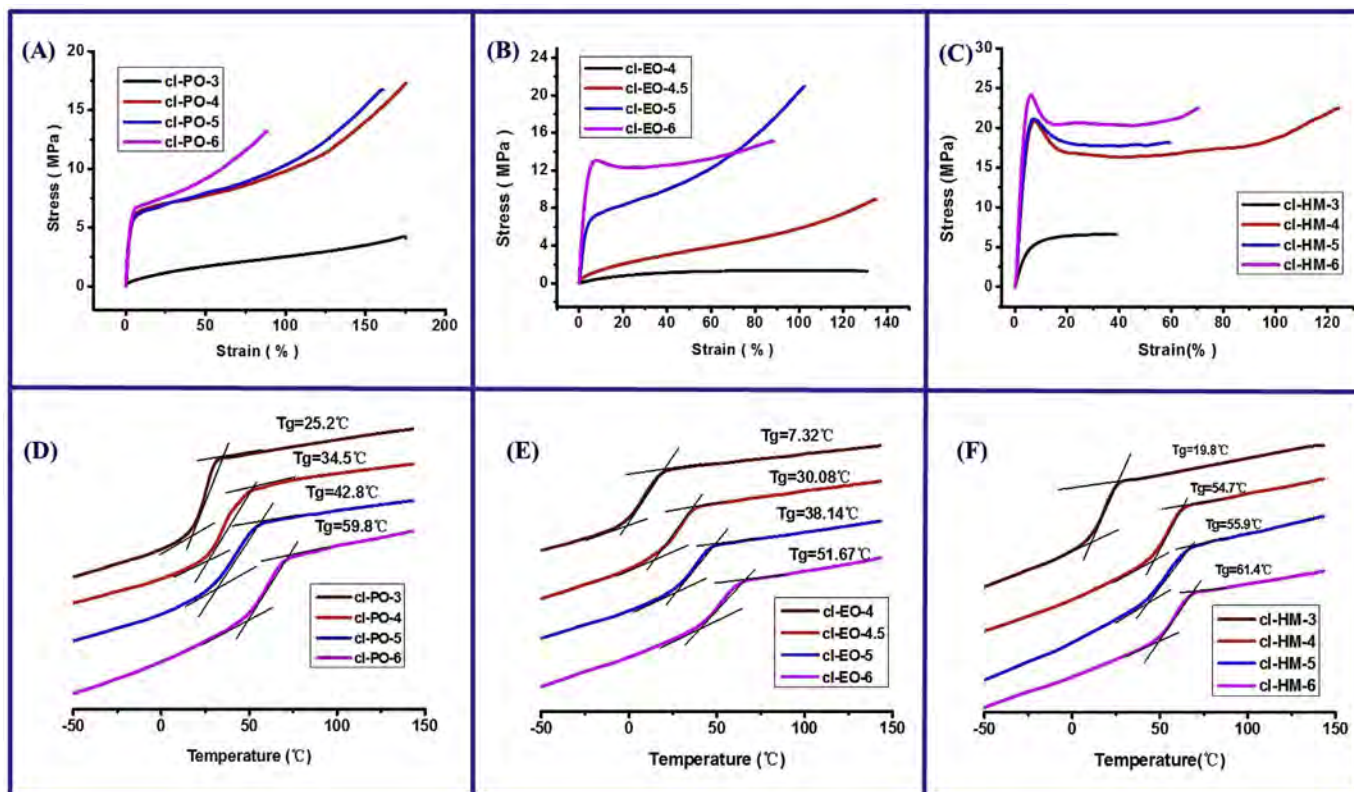 (A)
20
15
10
5
0
Stress ( MPa)
cl-PO-3
cl-PO-4
cl-PO-5
cl-PO-6
0 50 100 150 200
Strain ( % )
(B)
24
20
16
12
8
4
0
Stress ( MPa)
cl-EO-4
cl-EO-4.5
cl-EO-5
cl-EO-6
0 20 40 60 80 100 120 140
Strain ( % )
(C)
30
25
20
15
10
5
0
Stress ( MPa)
cl-HM-3
cl-HM-4
cl-HM-5
cl-HM-6
0 20 40 60 80 100 120
Strain(%)
(D)
Tg=25.2℃
Tg=34.5℃
Tg=42.8℃
Tg=59.8℃
cl-PO-3
cl-PO-4
cl-PO-5
cl-PO-6
-50 0 50 100 150
Temperature (℃)
(E)
Tg=7.32℃
Tg=30.08℃
Tg=38.14℃
Tg=51.67℃
cl-EO-4
cl-EO-4.5
cl-EO-5
cl-EO-6
-50 0 50 100 150
Temperature (℃)
(F)
Tg=19.8℃
Tg=54.7℃
Tg=55.9℃
Tg=61.4℃
cl-HM-3
cl-HM-4
cl-HM-5
cl-HM-6
-50 0 50 100 150
Temperature(℃)